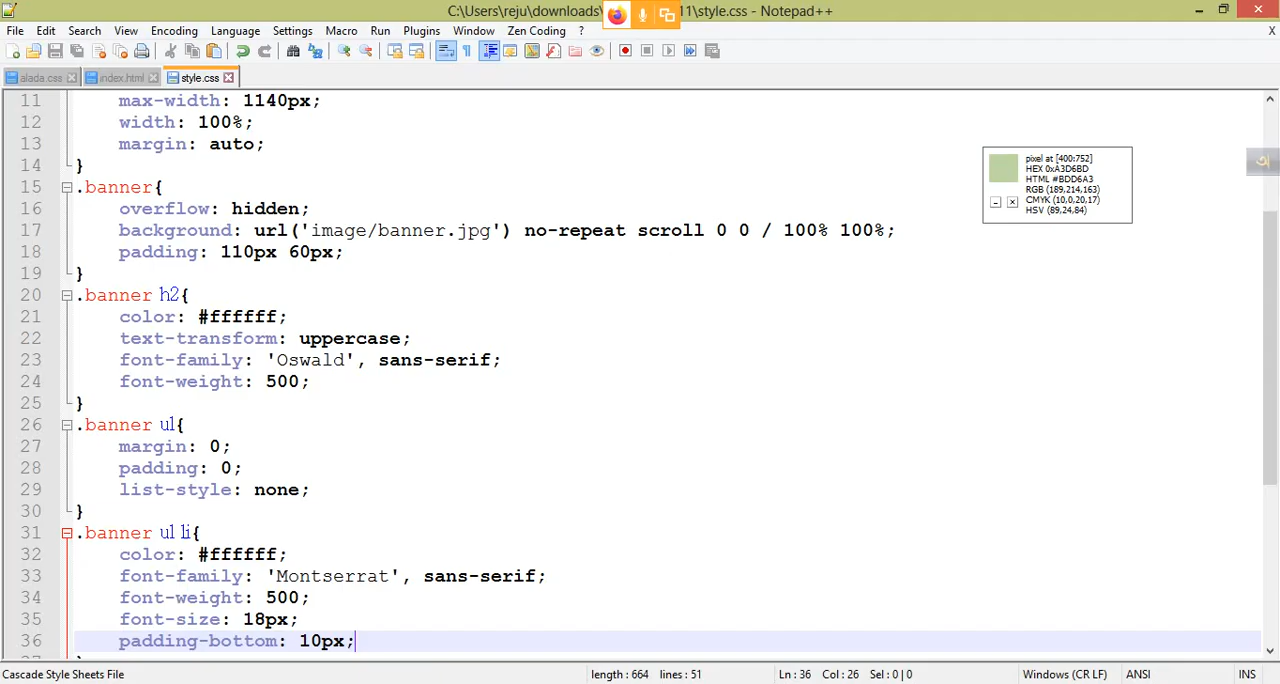 C:\Users\reju\downloads\ 11\style.css - Notepad++
File Edit Search View Encoding Language Settings Macro Run Plugins Window Zen Coding ? X
alada.css index.html style.css
11 max-width: 1140px;
12 width: 100%;
13 margin: auto;
14 }
15 .banner{
16 overflow: hidden;
17 background: url('image/banner.jpg') no-repeat scroll 0 0 / 100% 100%;
18 padding: 110px 60px;
19 }
20 .banner h2{
21 color: #ffffff;
22 text-transform: uppercase;
23 font-family: 'Oswald', sans-serif;
24 font-weight: 500;
25 }
26 .banner ul{
27 margin: 0;
28 padding: 0;
29 list-style: none;
30 }
31 .banner ul li{
32 color: #ffffff;
33 font-family: 'Montserrat', sans-serif;
34 font-weight: 500;
35 font-size: 18px;
36 padding-bottom: 10px;
pixel at [400:752]
HEX 0xA3D6BD
HTML #BDD6A3
RGB (189,214,163)
CMYK (10,0,20,17)
HSV (89,24,84)
অ
Cascade Style Sheets File length : 664 lines : 51 Ln : 36 Col : 26 Sel : 0 | 0 Windows (CR LF) ANSI INS